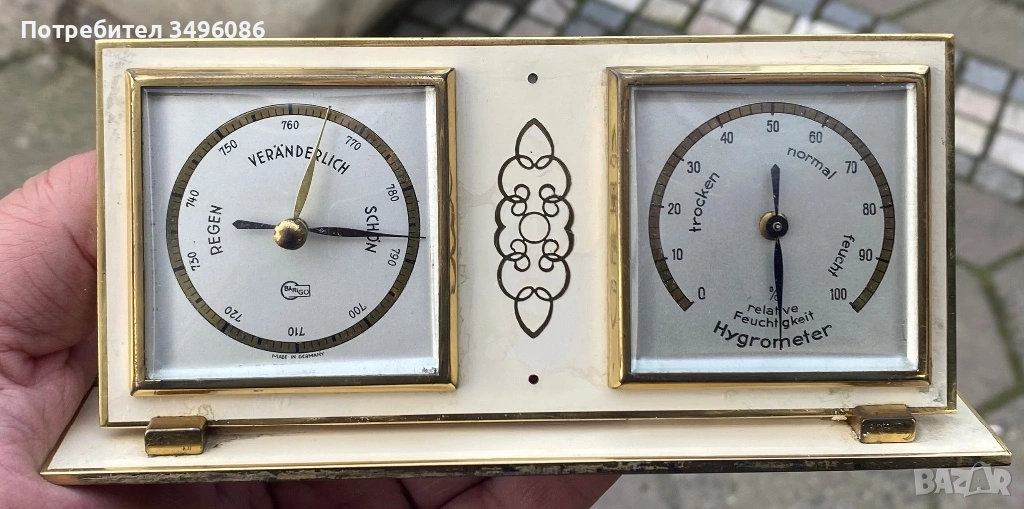 Потребител 3496086
750
760
770
740
780
730
790
720
710
700
VERÄNDERLICH
REGEN
SCHÖN
BARIGO
MADE IN GERMANY
0
10
20
30
40
50
60
70
80
90
100
trocken
normal
feucht
%
relative
Feuchtigkeit
Hygrometer
BAZAR